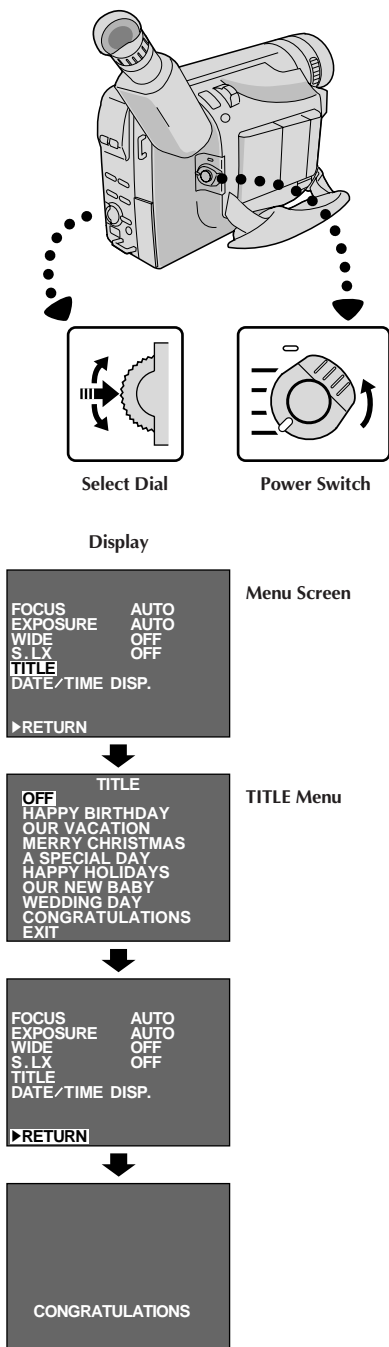 Select Dial
Power Switch
Display
Menu Screen
FOCUS AUTO
EXPOSURE AUTO
WIDE OFF
S.LX OFF
TITLE
DATE/TIME DISP.
▶RETURN
TITLE Menu
TITLE
OFF
HAPPY BIRTHDAY
OUR VACATION
MERRY CHRISTMAS
A SPECIAL DAY
HAPPY HOLIDAYS
OUR NEW BABY
WEDDING DAY
CONGRATULATIONS
EXIT
FOCUS AUTO
EXPOSURE AUTO
WIDE OFF
S.LX OFF
TITLE
DATE/TIME DISP.
▶RETURN
CONGRATULATIONS